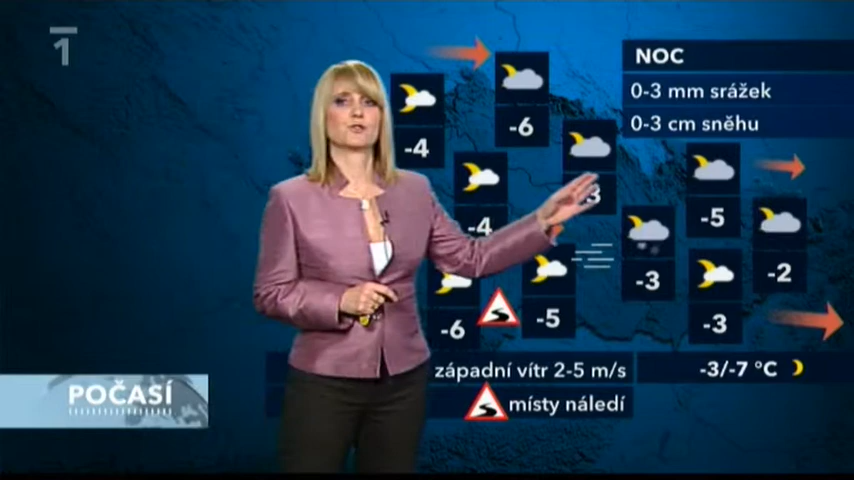 1
NOC
0-3 mm srážek
0-3 cm sněhu
-4
-6
-4
-5
-3
-2
-6
-5
-3
západní vítr 2-5 m/s
-3/-7 °C
místy náledí
POČASÍ